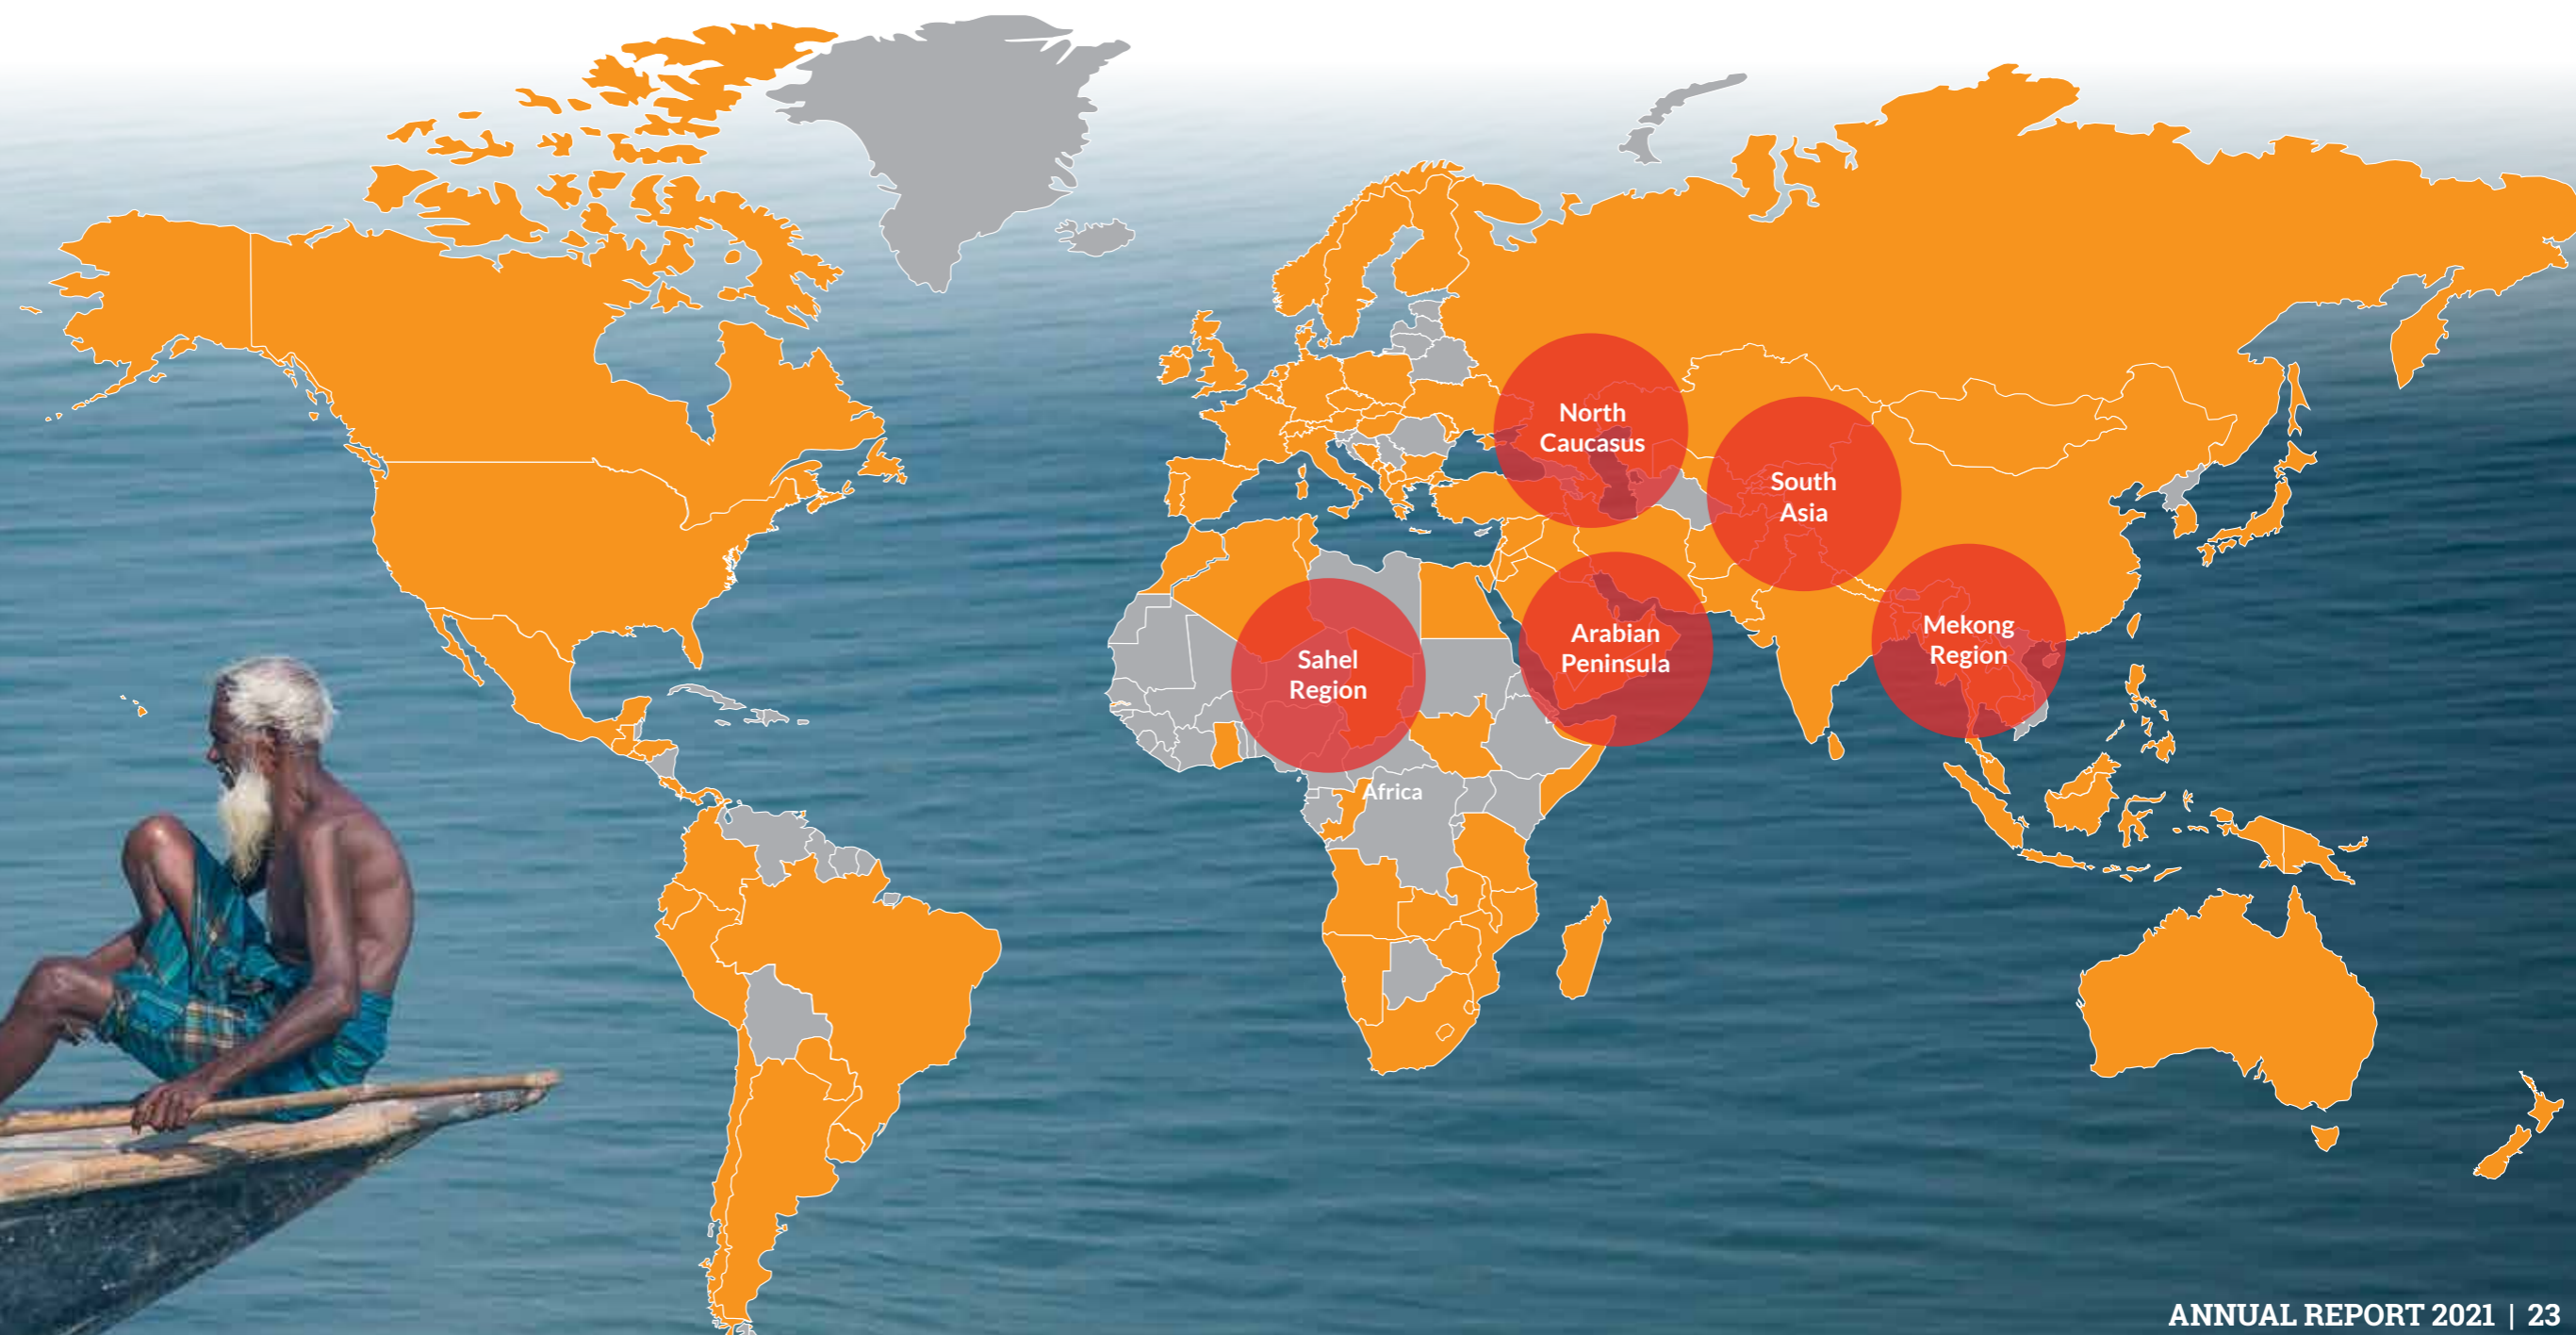 North
Caucasus
South
Asia
Arabian
Peninsula
Mekong
Region
Sahel
Region
Africa
ANNUAL REPORT 2021 | 23